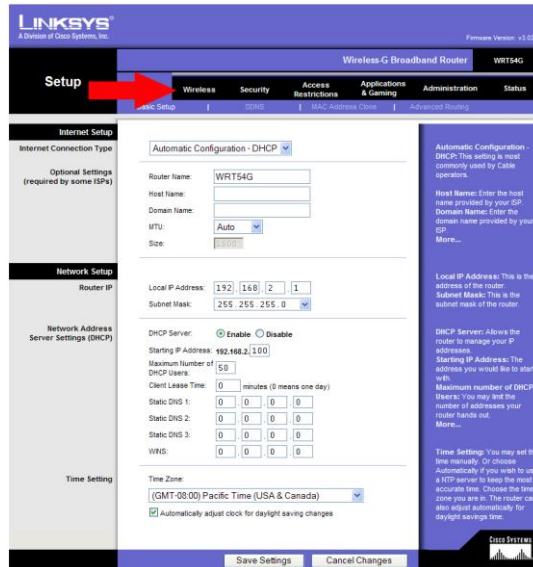 LINKSYS®
A Division of Cisco Systems, Inc.
Firmware Version: v3.03
Wireless-G Broadband Router WRT54G
Setup
Wireless Security Access Restrictions Applications & Gaming Administration Status
Basic Setup | DDNS | MAC Address Clone | Advanced Routing
Internet Setup
Internet Connection Type
Automatic Configuration - DHCP
Optional Settings
(required by some ISPs)
Router Name: WRT54G
Host Name:
Domain Name:
MTU: Auto
Size: 1500
Automatic Configuration -
DHCP: This setting is most
commonly used by Cable
operators.
Host Name: Enter the host
name provided by your ISP.
Domain Name: Enter the
domain name provided by your
ISP.
More...
Network Setup
Router IP
Local IP Address: 192 . 168 . 2 . 1
Subnet Mask: 255.255.255.0
Local IP Address: This is the
address of the router.
Subnet Mask: This is the
subnet mask of the router.
Network Address
Server Settings (DHCP)
DHCP Server: Enable Disable
Starting IP Address: 192.168.2. 100
Maximum Number of
DHCP Users: 50
Client Lease Time: 0 minutes (0 means one day)
Static DNS 1: 0 . 0 . 0 . 0
Static DNS 2: 0 . 0 . 0 . 0
Static DNS 3: 0 . 0 . 0 . 0
WINS: 0 . 0 . 0 . 0
DHCP Server: Allows the
router to manage your IP
addresses.
Starting IP Address: The
address you would like to start
with.
Maximum number of DHCP
Users: You may limit the
number of addresses your
router hands out.
More...
Time Setting
Time Zone:
(GMT-08:00) Pacific Time (USA & Canada)
Automatically adjust clock for daylight saving changes
Time Setting: You may set the
time manually. Or choose
Automatically if you wish to use
a NTP server to keep the most
accurate time. Choose the time
zone you are in. The router can
also adjust automatically for
daylight savings time.
Save Settings Cancel Changes
CISCO SYSTEMS